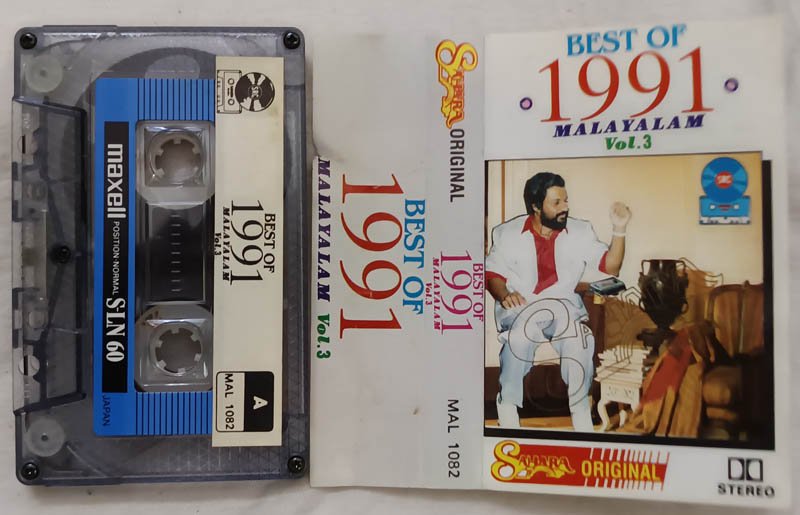 maxell
POSITION·NORMAL
S-LN 60
JAPAN
BEST OF
1991
MALAYALAM
Vol.3
A
MAL 1082
BEST OF
1991
MALAYALAM Vol.3
SAHARA
ORIGINAL
BEST OF
1991
MALAYALAM
Vol.3
MAL 1082
BEST OF
1991
MALAYALAM
Vol.3
SAHARA
ORIGINAL
STEREO